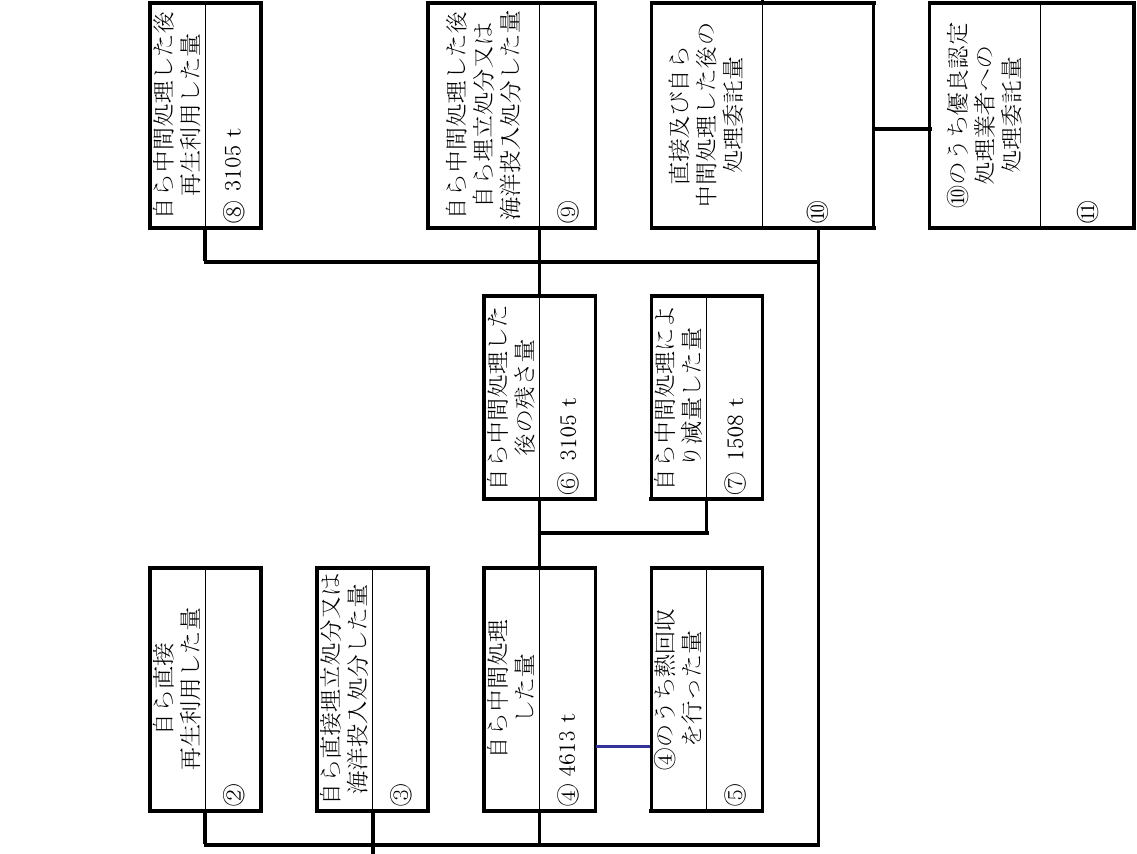 自ら直接
再生利用した量
②
自ら直接埋立処分又は
海洋投入処分した量
③
自ら中間処理
した量
④ 4613 t
④のうち熱回収
を行った量
⑤
自ら中間処理した
後の残さ量
⑥ 3105 t
自ら中間処理によ
り減量した量
⑦ 1508 t
自ら中間処理した後
再生利用した量
⑧ 3105 t
自ら中間処理した後
自ら埋立処分又は
海洋投入処分した量
⑨
直接及び自ら
中間処理した後の
処理委託量
⑩
⑩のうち優良認定
処理業者への
処理委託量
⑪